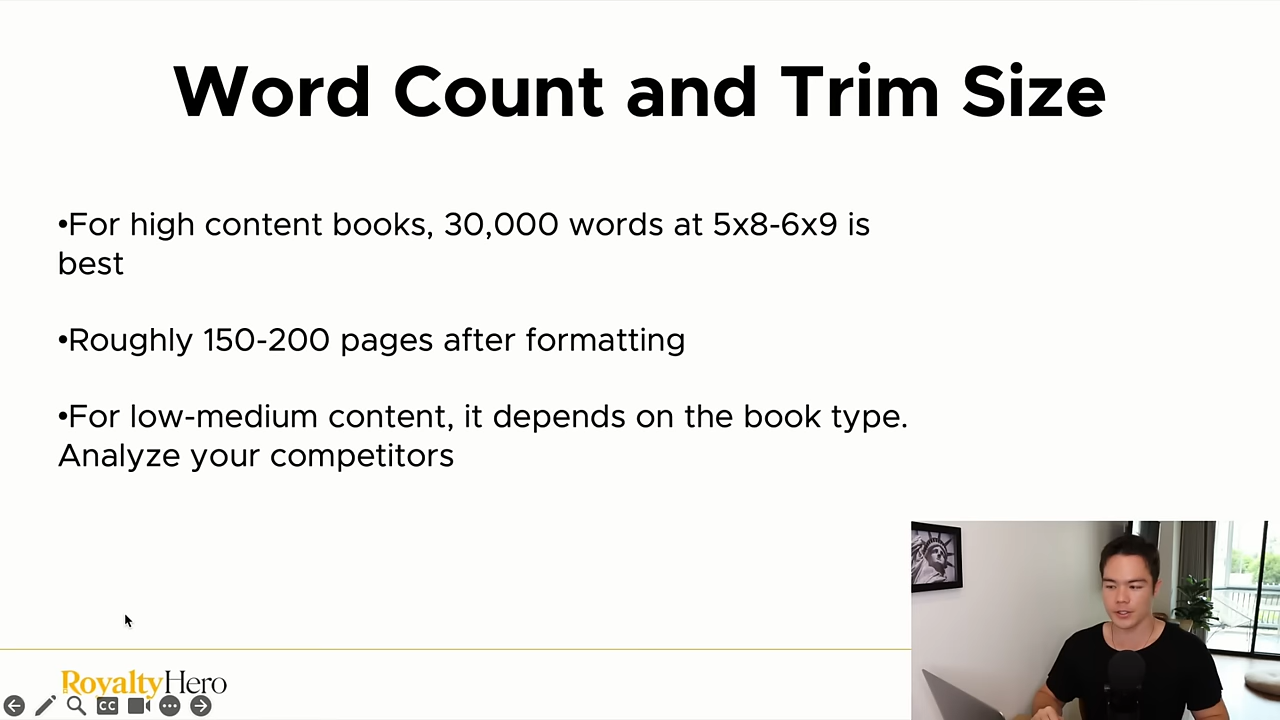 Word Count and Trim Size
•For high content books, 30,000 words at 5x8-6x9 is
best
•Roughly 150-200 pages after formatting
•For low-medium content, it depends on the book type.
Analyze your competitors
RoyaltyHero
CC